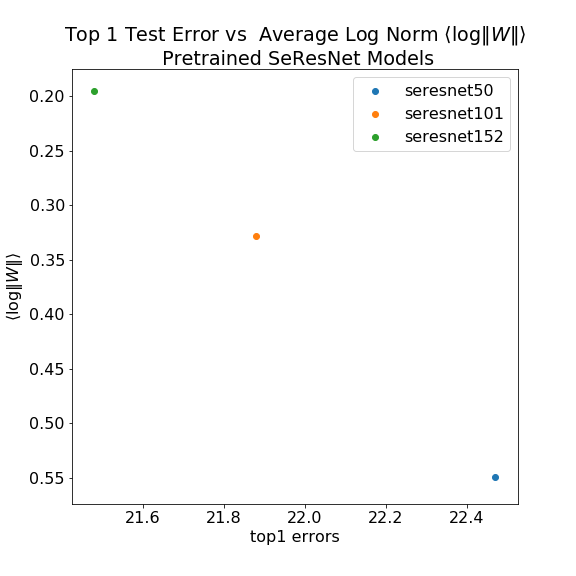 Top 1 Test Error vs  Average Log Norm ⟨log‖W‖⟩
Pretrained SeResNet Models
seresnet50
seresnet101
seresnet152
0.20
0.25
0.30
0.35
0.40
0.45
0.50
0.55
⟨log‖W‖⟩
21.6
21.8
22.0
22.2
22.4
top1 errors